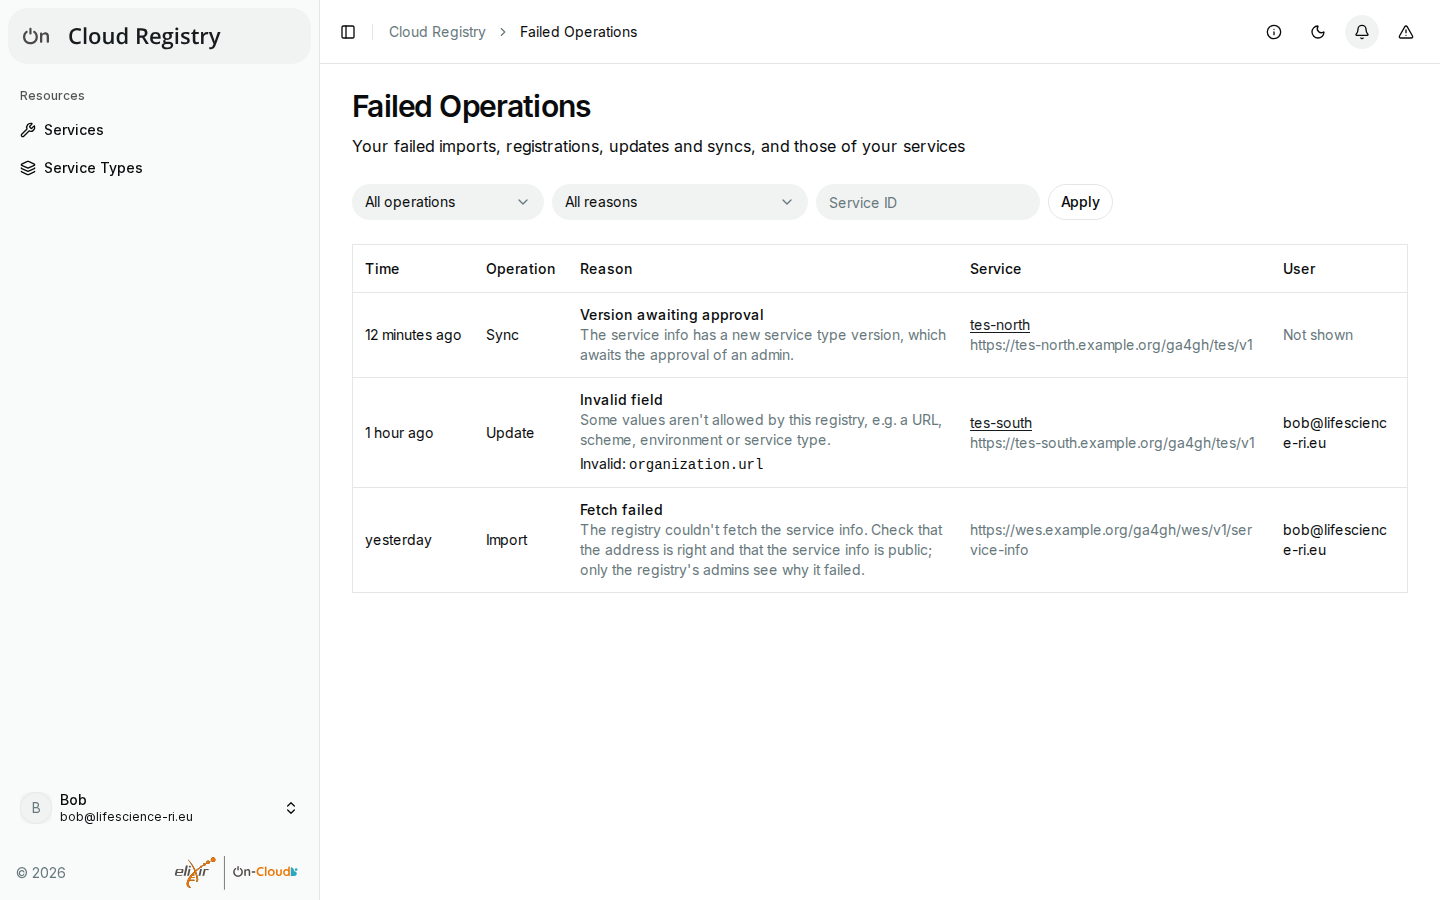 On Cloud Registry
Resources
Services
Service Types
Cloud Registry > Failed Operations
Failed Operations
Your failed imports, registrations, updates and syncs, and those of your services
All operations
All reasons
Service ID
Apply
Time Operation Reason Service User
12 minutes ago
Sync
Version awaiting approval
The service info has a new service type version, which
awaits the approval of an admin.
tes-north
https://tes-north.example.org/ga4gh/tes/v1
Not shown
1 hour ago
Update
Invalid field
Some values aren't allowed by this registry, e.g. a URL,
scheme, environment or service type.
Invalid: organization.url
tes-south
https://tes-south.example.org/ga4gh/tes/v1
bob@lifescienc
e-ri.eu
yesterday
Import
Fetch failed
The registry couldn't fetch the service info. Check that
the address is right and that the service info is public;
only the registry's admins see why it failed.
https://wes.example.org/ga4gh/wes/v1/ser
vice-info
bob@lifescienc
e-ri.eu
B
Bob
bob@lifescience-ri.eu
© 2026
elixir
On-Cloud